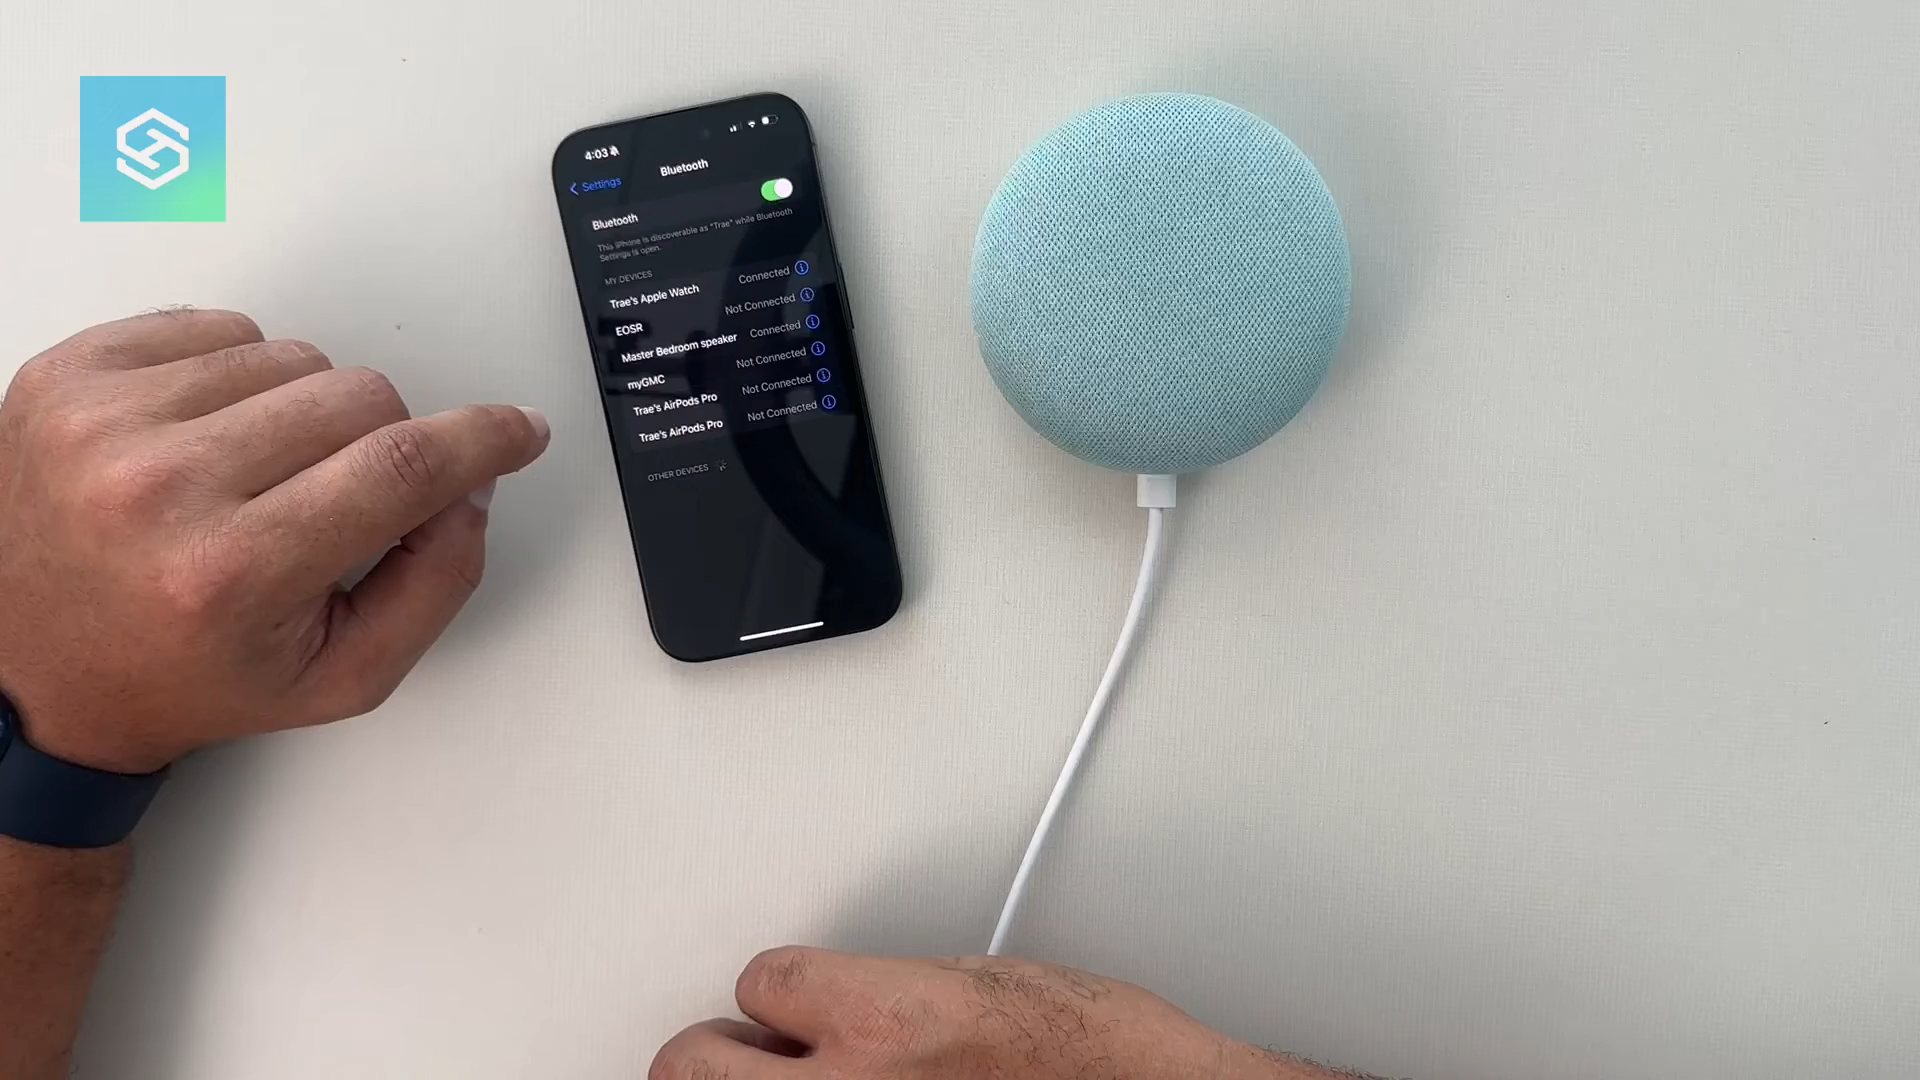 4:03
Settings
Bluetooth
Bluetooth
This iPhone is discoverable as "Trae" while Bluetooth
Settings is open.
MY DEVICES
Trae's Apple Watch Connected
EOSR Not Connected
Master Bedroom speaker Connected
myGMC Not Connected
Trae's AirPods Pro Not Connected
Trae's AirPods Pro Not Connected
OTHER DEVICES